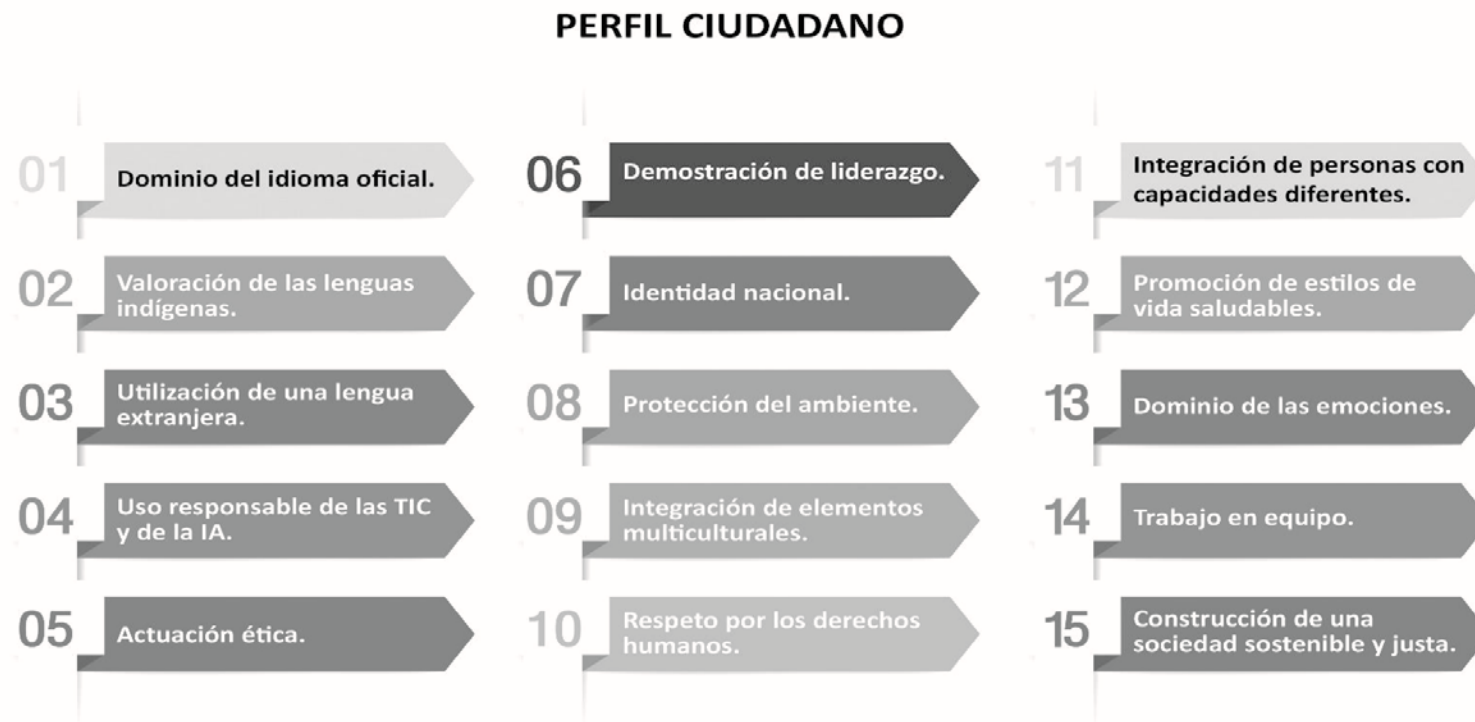 PERFIL CIUDADANO
01
Dominio del idioma oficial.
02
Valoración de las lenguas
indígenas.
03
Utilización de una lengua
extranjera.
04
Uso responsable de las TIC
y de la IA.
05
Actuación ética.
06
Demostración de liderazgo.
07
Identidad nacional.
08
Protección del ambiente.
09
Integración de elementos
multiculturales.
10
Respeto por los derechos
humanos.
11
Integración de personas con
capacidades diferentes.
12
Promoción de estilos de
vida saludables.
13
Dominio de las emociones.
14
Trabajo en equipo.
15
Construcción de una
sociedad sostenible y justa.